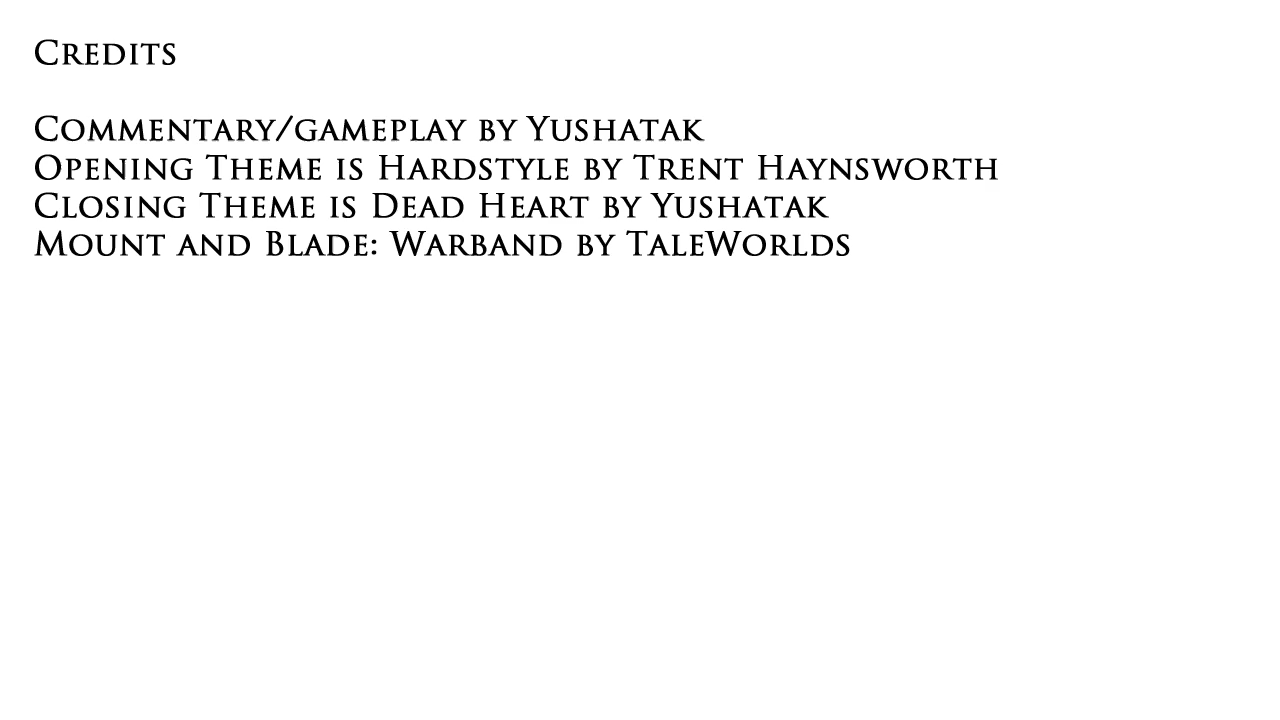 Credits
Commentary/gameplay by Yushatak
Opening Theme is Hardstyle by Trent Haynsworth
Closing Theme is Dead Heart by Yushatak
Mount and Blade: Warband by TaleWorlds